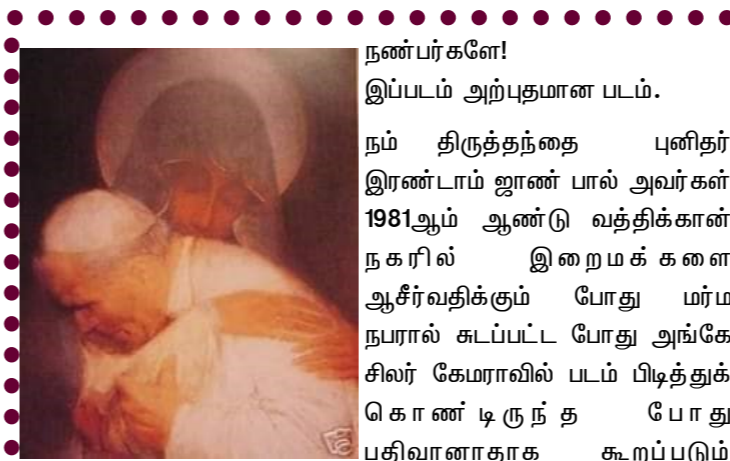 நண்பர்களே!
இப்படம் அற்புதமான படம்.
நம் திருத்தந்தை புனிதர்
இரண்டாம் ஜாண் பால் அவர்கள்
1981ஆம் ஆண்டு வத்திக்கான்
நகரில் இறைமக்களை
ஆசீர்வதிக்கும் போது மர்ம
நபரால் சுடப்பட்ட போது அங்கே
சிலர் கேமராவில் படம் பிடித்துக்
கொண்டிருந்த போது
பதிவானதாக கூறப்படும்